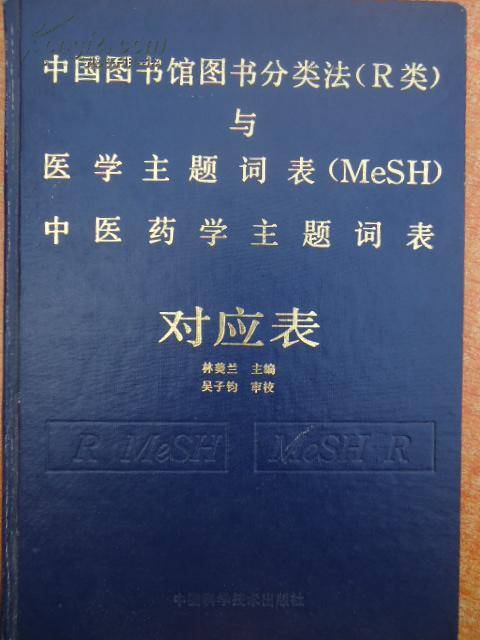 中国图书馆图书分类法(R类)
与
医学主题词表(MeSH)
中医药学主题词表
对应表
林美兰 主编
吴子钧 审校
R MeSH MeSH R
中国科学技术出版社